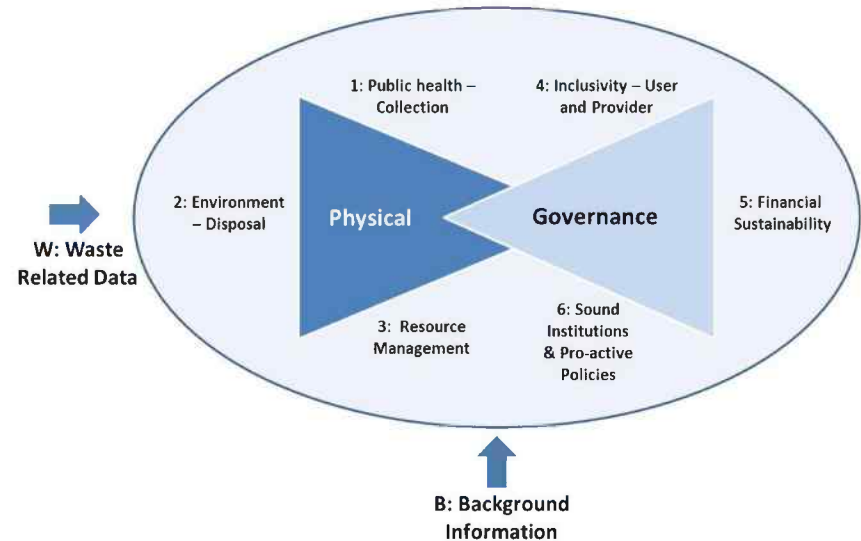 1: Public health –
Collection
4: Inclusivity – User
and Provider
2: Environment
– Disposal
Physical
Governance
5: Financial
Sustainability
W: Waste
Related Data
3: Resource
Management
6: Sound
Institutions
& Pro-active
Policies
B: Background
Information